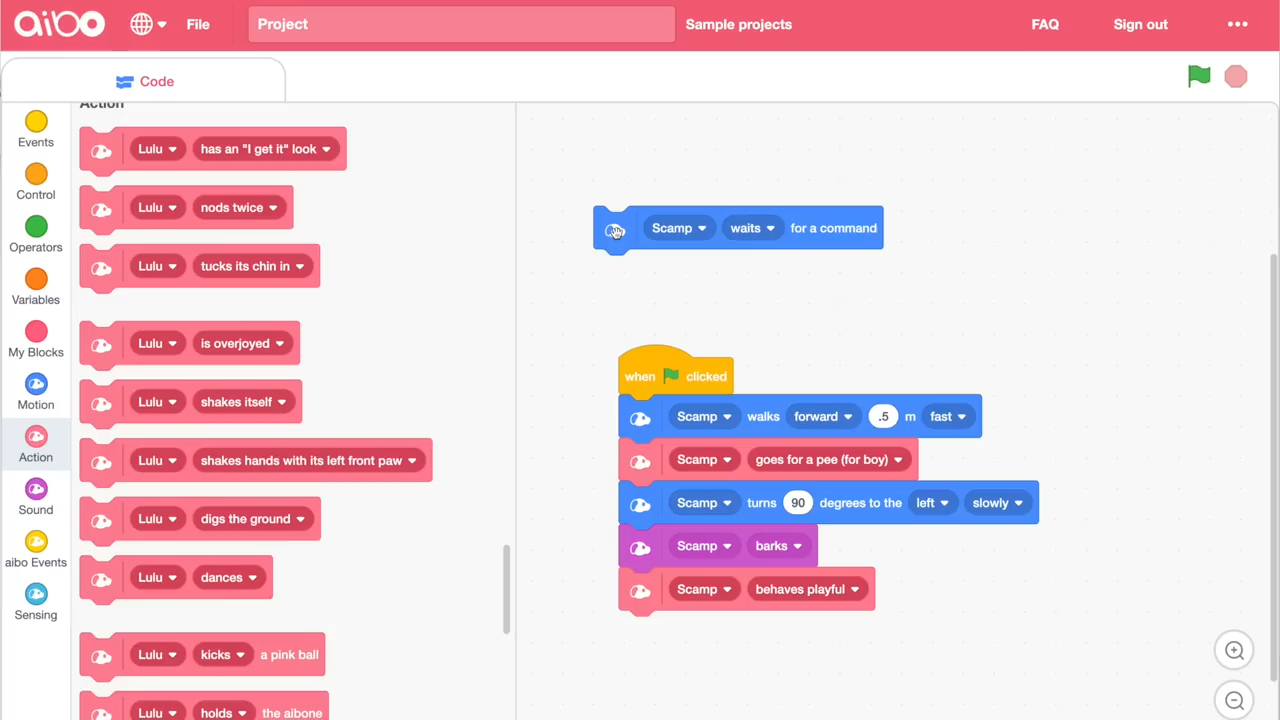 aibo File Project Sample projects FAQ Sign out
Code
Action
Events
Control
Operators
Variables
My Blocks
Motion
Action
Sound
aibo Events
Sensing
Lulu has an "I get it" look
Lulu nods twice
Lulu tucks its chin in
Lulu is overjoyed
Lulu shakes itself
Lulu shakes hands with its left front paw
Lulu digs the ground
Lulu dances
Lulu kicks a pink ball
Lulu holds the aibone
Scamp waits for a command
when clicked
Scamp walks forward .5 m fast
Scamp goes for a pee (for boy)
Scamp turns 90 degrees to the left slowly
Scamp barks
Scamp behaves playful